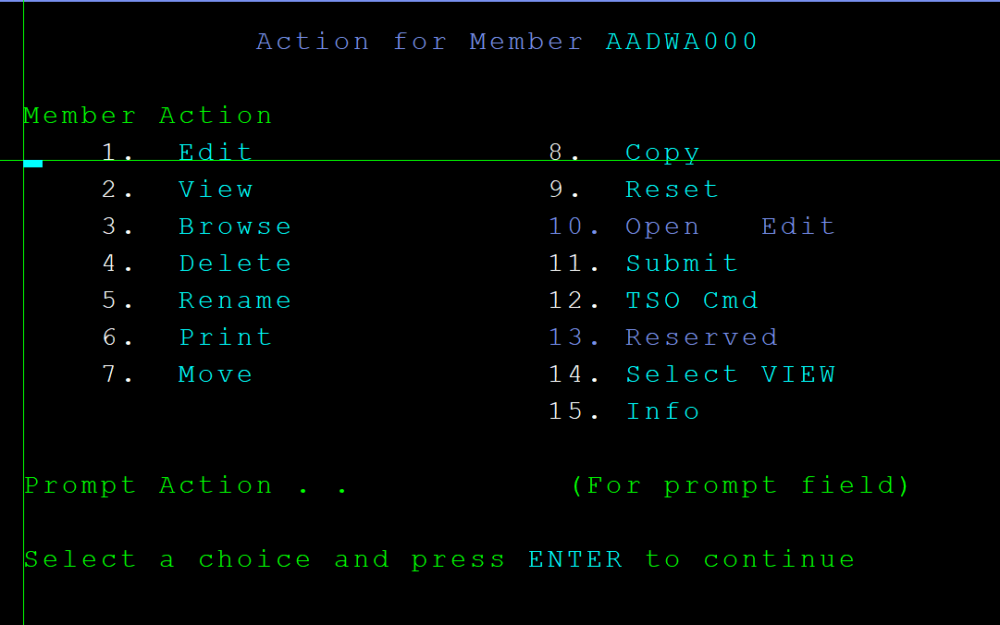 Action for Member AADWA000
Member Action
1. Edit 8. Copy
2. View 9. Reset
3. Browse 10. Open Edit
4. Delete 11. Submit
5. Rename 12. TSO Cmd
6. Print 13. Reserved
7. Move 14. Select VIEW
15. Info
Prompt Action . . (For prompt field)
Select a choice and press ENTER to continue